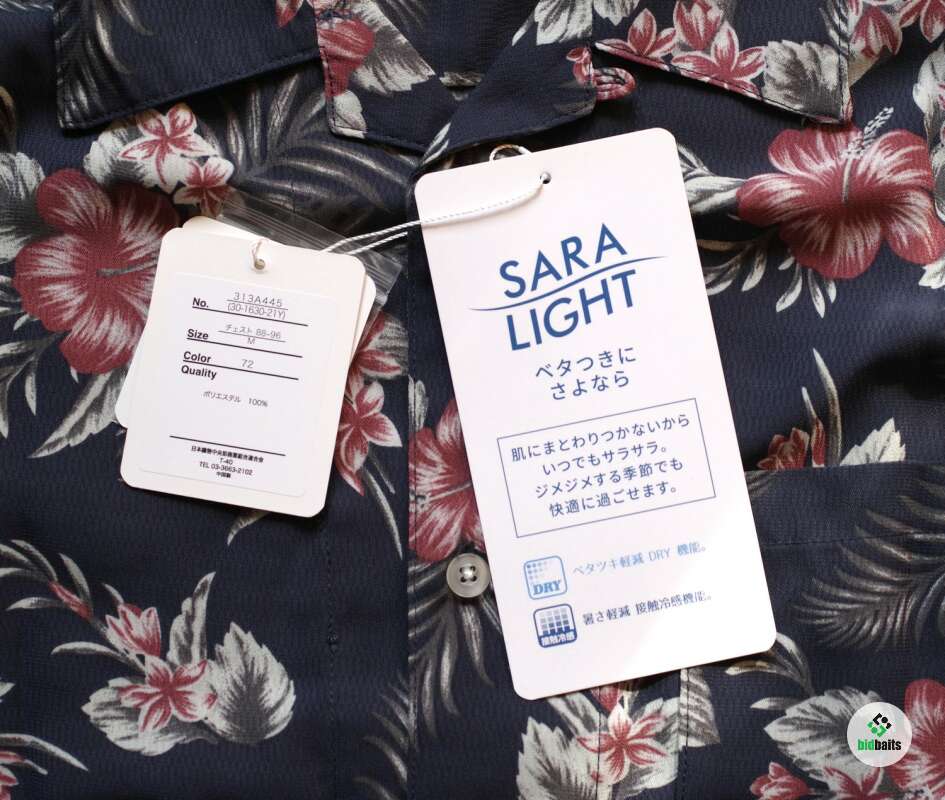 No. 313A445
(30-1630-21Y)
Size チェスト 88-96
M
Color 72
Quality
ポリエステル 100%
T-40
TEL 03-3663-2102
中国製
SARA
LIGHT
ベタつきに
さよなら
肌にまとわりつかないから
いつでもサラサラ。
ジメジメする季節でも
快適に過ごせます。
DRY
ベタツキ軽減 DRY 機能。
接触冷感
暑さ軽減 接触冷感機能。
bidbaits